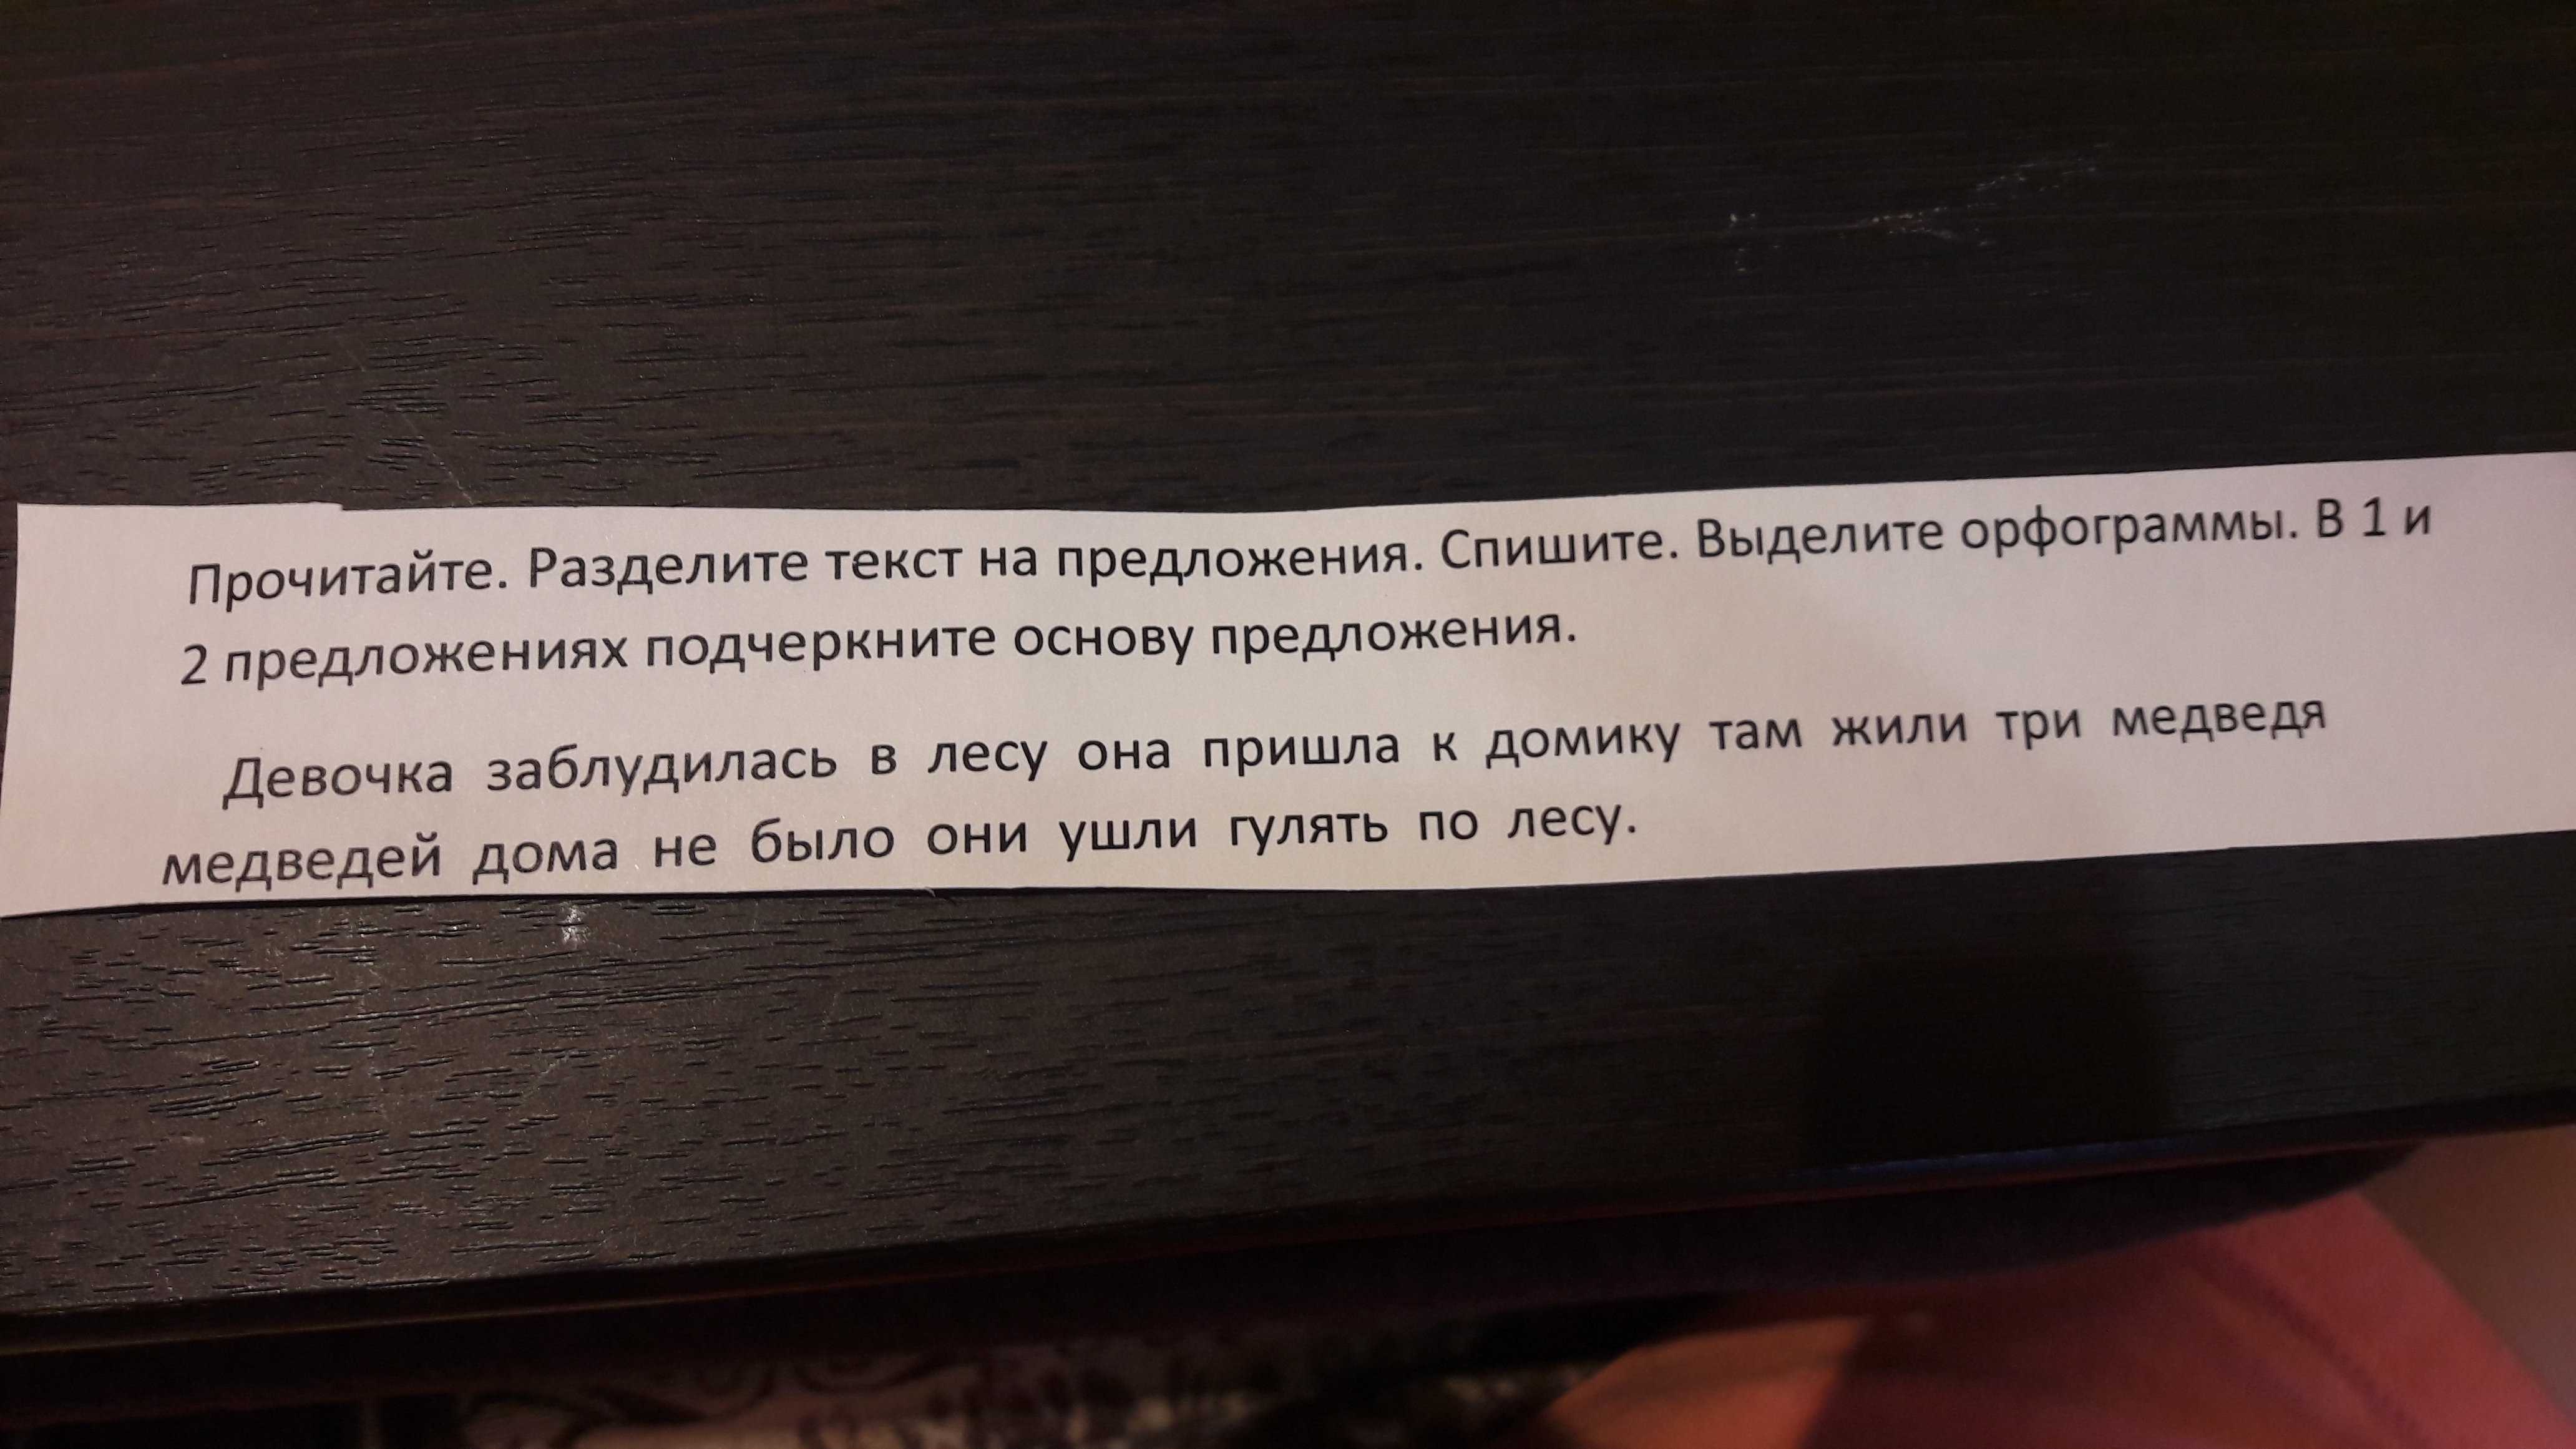 Прочитайте. Разделите текст на предложения. Спишите. Выделите орфограммы. В 1 и
2 предложениях подчеркните основу предложения.
Девочка заблудилась в лесу она пришла к домику там жили три медведя
медведей дома не было они ушли гулять по лесу.